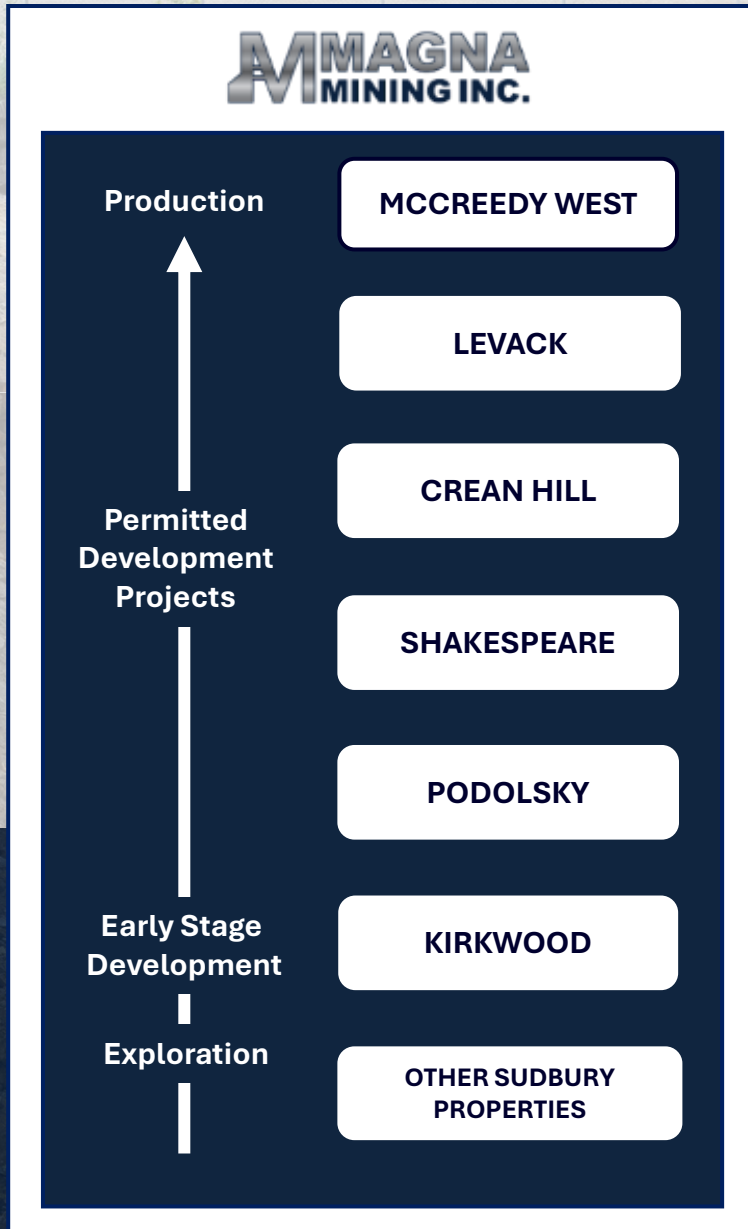 MAGNA
MINING INC.
Production
MCCREEDY WEST
LEVACK
CREAN HILL
Permitted
Development
Projects
SHAKESPEARE
PODOLSKY
Early Stage
Development
KIRKWOOD
Exploration
OTHER SUDBURY
PROPERTIES